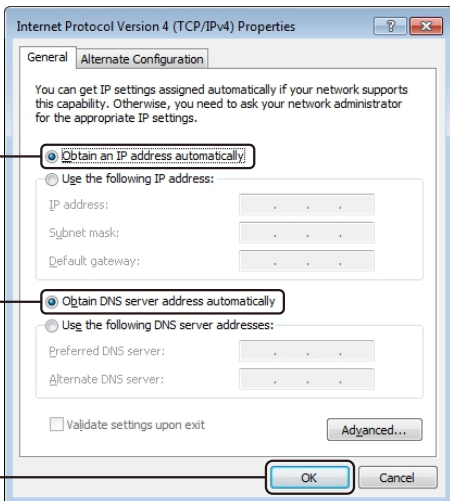 Internet Protocol Version 4 (TCP/IPv4) Properties
General
Alternate Configuration
You can get IP settings assigned automatically if your network supports
this capability. Otherwise, you need to ask your network administrator
for the appropriate IP settings.
Obtain an IP address automatically
Use the following IP address:
IP address:
Subnet mask:
Default gateway:
Obtain DNS server address automatically
Use the following DNS server addresses:
Preferred DNS server:
Alternate DNS server:
Validate settings upon exit
Advanced...
OK
Cancel